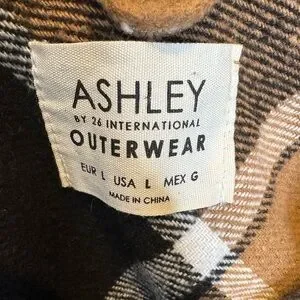 ASHLEY
BY 26 INTERNATIONAL
OUTERWEAR
EUR L USA L MEX G
MADE IN CHINA